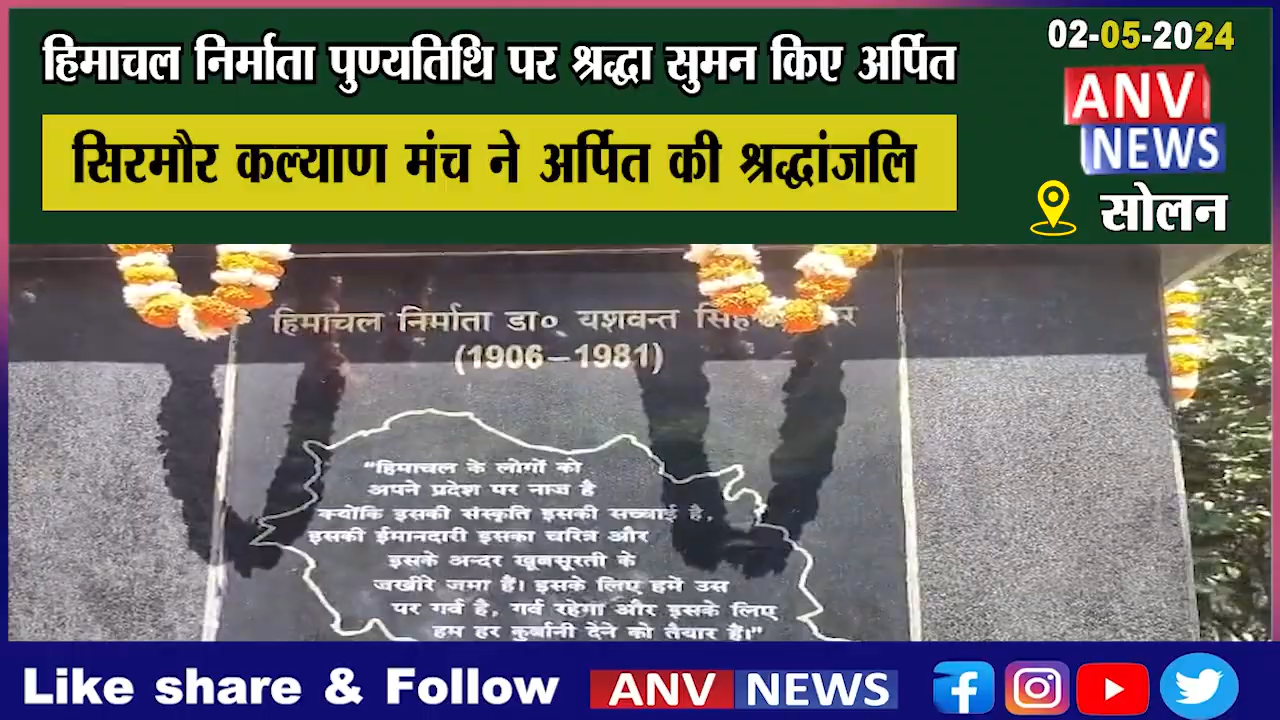 हिमाचल निर्माता पुण्यतिथि पर श्रद्धा सुमन किए अर्पित
02-05-2024
सिरमौर कल्याण मंच ने अर्पित की श्रद्धांजलि
ANV
NEWS
सोलन
हिमाचल निर्माता डा० यशवन्त सिंह
(1906–1981)
"हिमाचल के लोगों को
अपने प्रदेश पर नाज है
क्योंकि इसकी संस्कृति इसकी सच्चाई है,
इसकी ईमानदारी इसका चरित्र और
इसके अन्दर खूबसूरती के
जखीरे जमा हैं। इसके लिए हमें उस
पर गर्व है, गर्व रहेगा और इसके लिए
हम हर कुर्बानी देने को तैयार हैं।"
Like share & Follow ANV NEWS